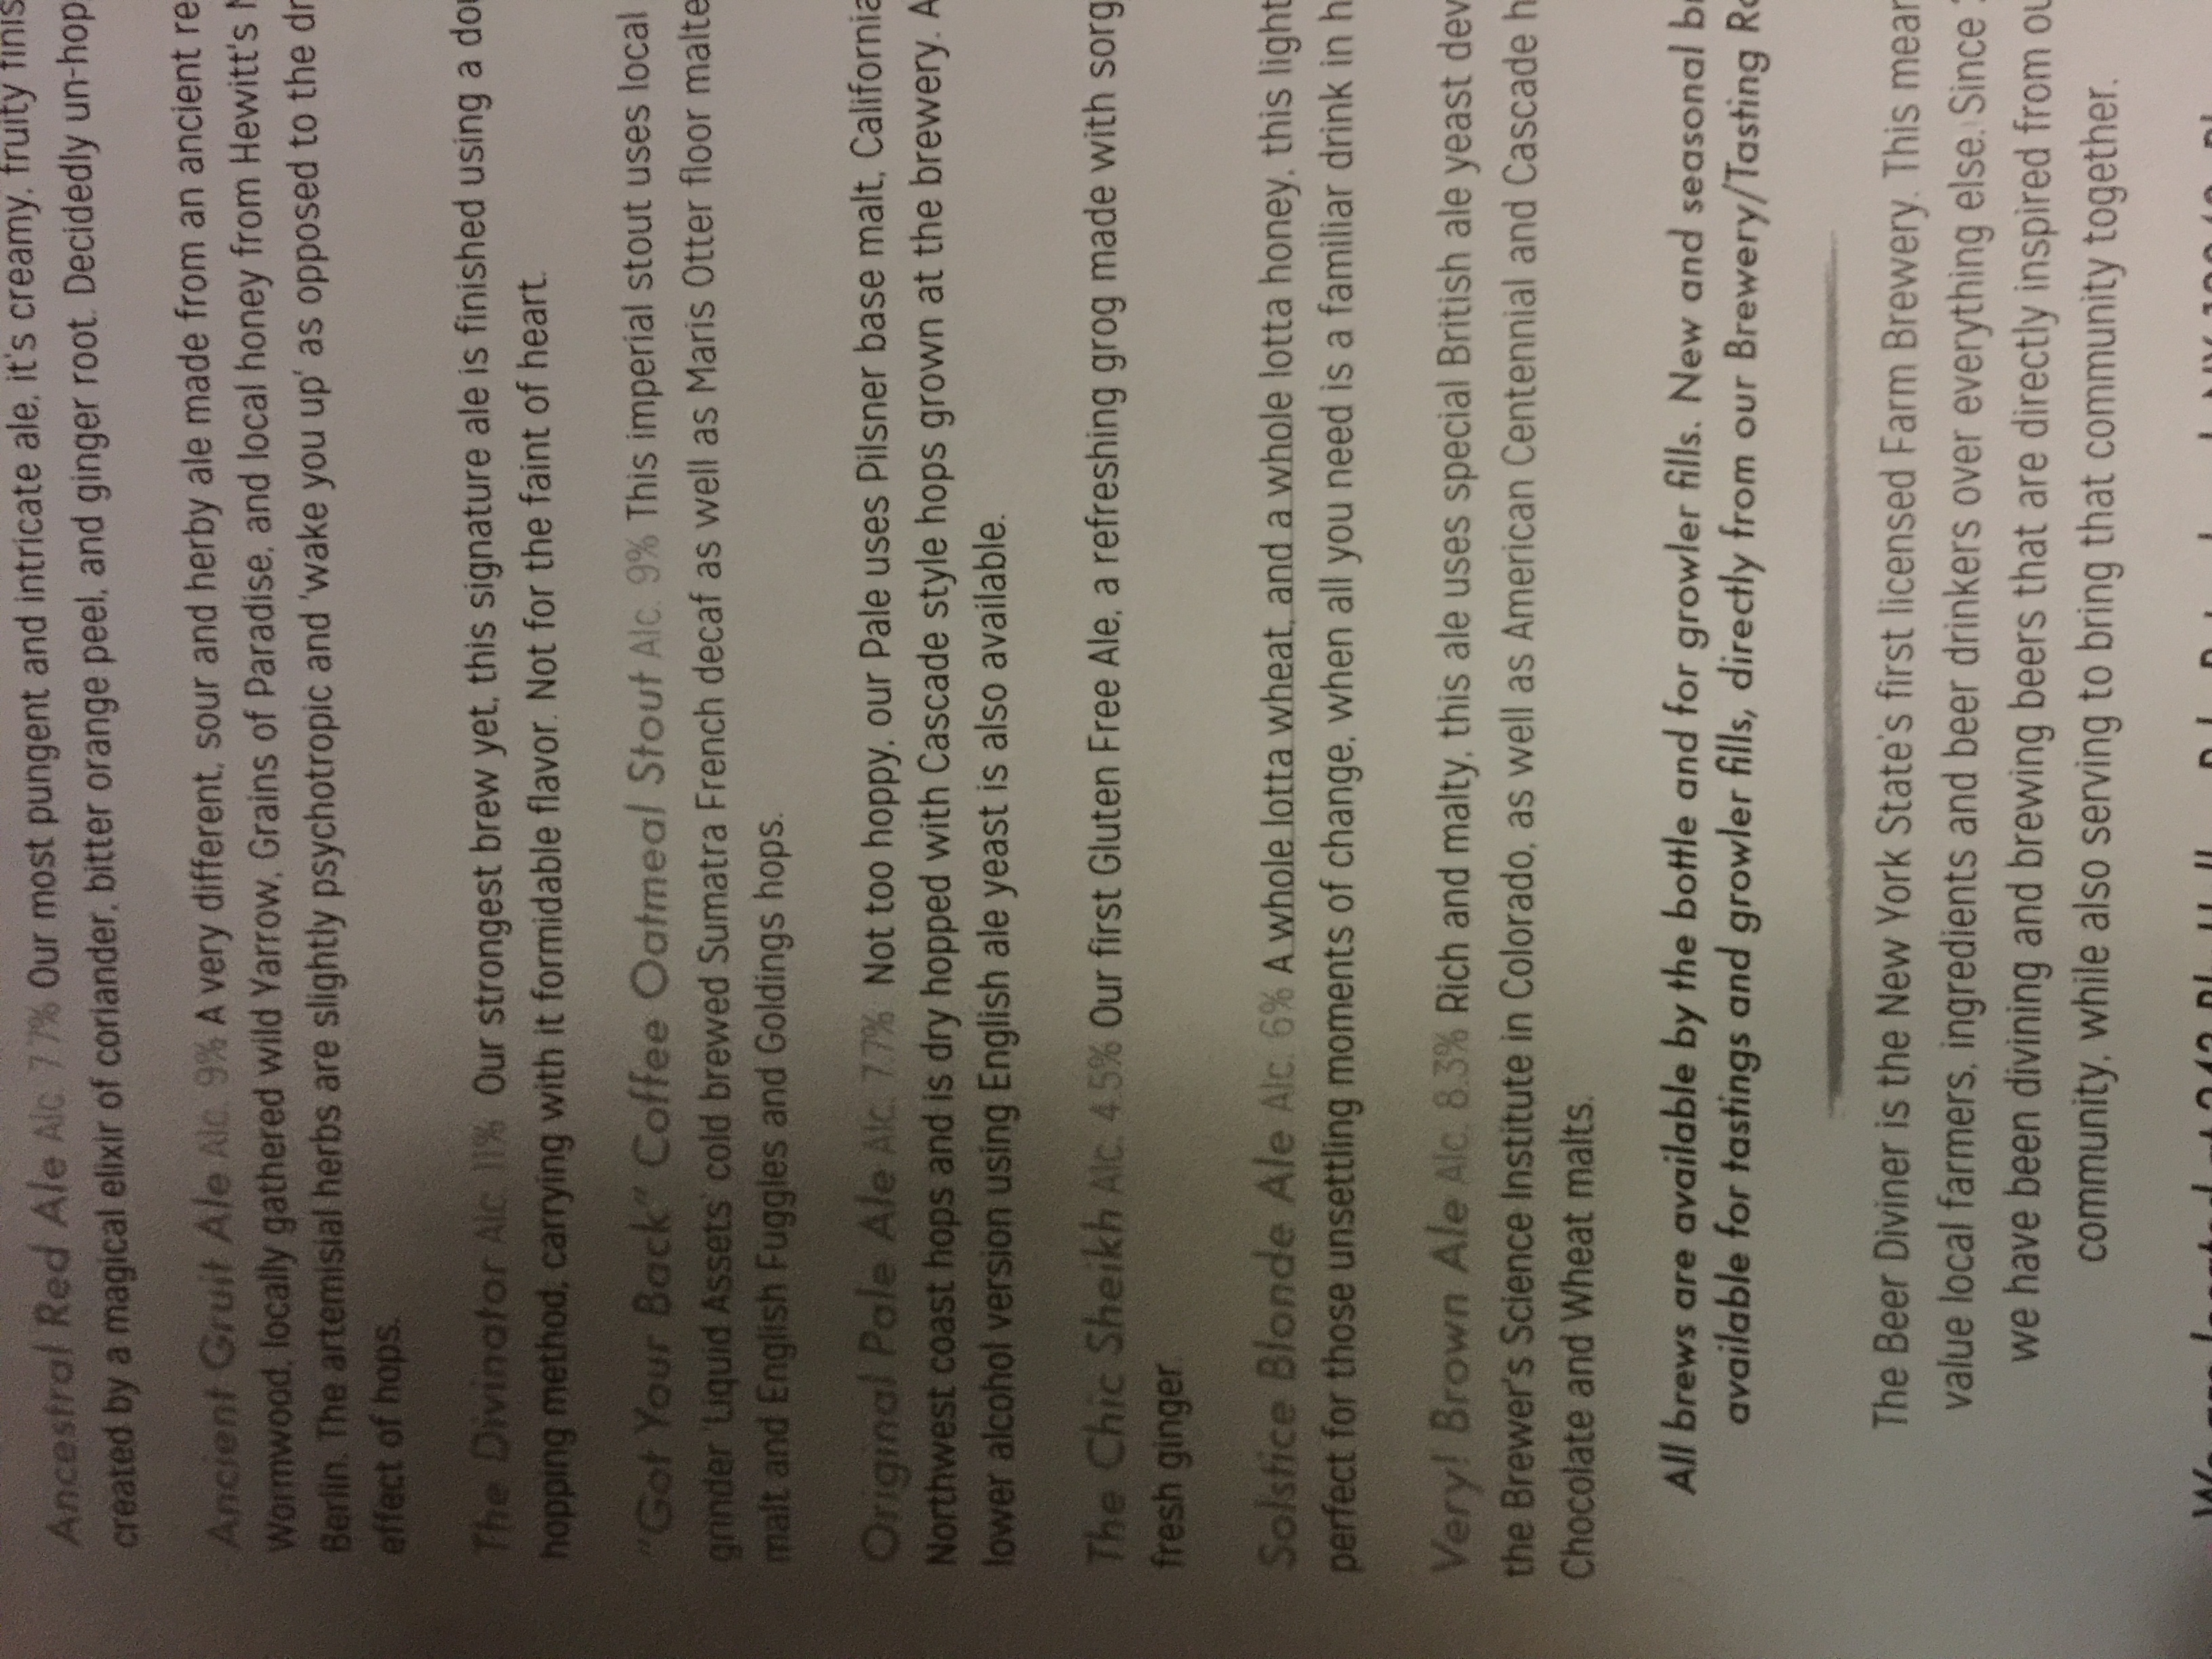 Ancestral Red Ale Alc. 7.7% Our most pungent and intricate ale, it's creamy, fruity
created by a magical elixir of coriander, bitter orange peel, and ginger root. Decidedly
Ancient Gruit Ale Alc. 9% A very different, sour and herby ale made from an ancient
Wormwood, locally gathered wild Yarrow, Grains of Paradise, and local honey from Hewitt's
Berlin. The artemisial herbs are slightly psychotropic and 'wake you up' as opposed to the
effect of hops.
The Divinator Alc. 11% Our strongest brew yet, this signature ale is finished using a
hopping method, carrying with it formidable flavor. Not for the faint of heart.
"Got Your Back" Coffee Oatmeal Stout Alc. 9% This imperial stout uses local
grinder 'Liquid Assets' cold brewed Sumatra French decaf as well as Maris Otter floor
malt and English Fuggles and Goldings hops.
Original Pale Ale Alc. 7.7% Not too hoppy, our Pale uses Pilsner base malt, California
Northwest coast hops and is dry hopped with Cascade style hops grown at the brewery. A
lower alcohol version using English ale yeast is also available.
The Chic Sheikh Alc. 4.5% Our first Gluten Free Ale, a refreshing grog made with
fresh ginger.
Solstice Blonde Ale Alc. 6% A whole lotta wheat, and a whole lotta honey, this light
perfect for those unsettling moments of change, when all you need is a familiar drink in
Very! Brown Ale Alc. 8.3% Rich and malty, this ale uses special British ale yeast
the Brewer's Science Institute in Colorado, as well as American Centennial and Cascade
Chocolate and Wheat malts.
All brews are available by the bottle and for growler fills. New and seasonal
available for tastings and growler fills, directly from our Brewery/Tasting
The Beer Diviner is the New York State's first licensed Farm Brewery. This
value local farmers, ingredients and beer drinkers over everything else. Since
we have been divining and brewing beers that are directly inspired from
community, while also serving to bring that community together.
We are located at 243